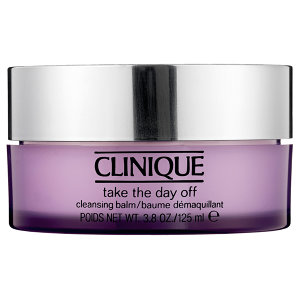 CLINIQUE
take the day off
cleansing balm/baume démaquillant
POIDS NET WT. 3.8 OZ./125 ml ℮